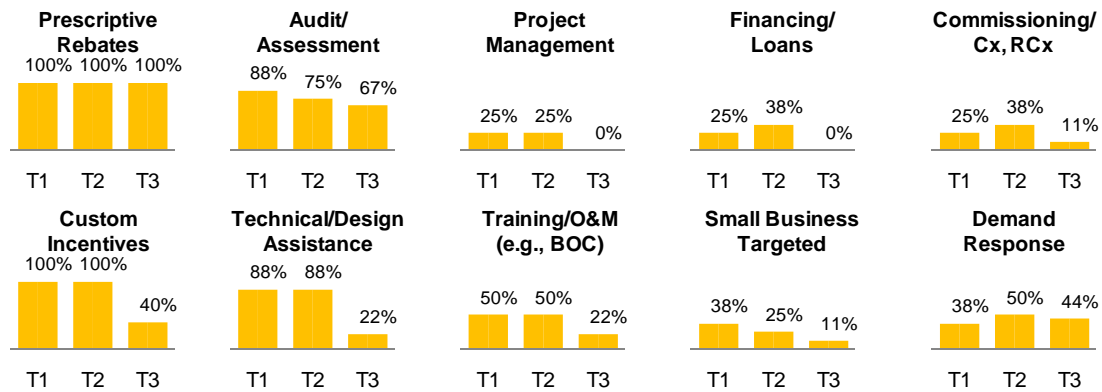 Prescriptive
Rebates
100% 100% 100%
T1 T2 T3
Audit/
Assessment
88% 75% 67%
T1 T2 T3
Project
Management
25% 25% 0%
T1 T2 T3
Financing/
Loans
25% 38% 0%
T1 T2 T3
Commissioning/
Cx, RCx
25% 38% 11%
T1 T2 T3
Custom
Incentives
100% 100% 40%
T1 T2 T3
Technical/Design
Assistance
88% 88% 22%
T1 T2 T3
Training/O&M
(e.g., BOC)
50% 50% 22%
T1 T2 T3
Small Business
Targeted
38% 25% 11%
T1 T2 T3
Demand
Response
38% 50% 44%
T1 T2 T3